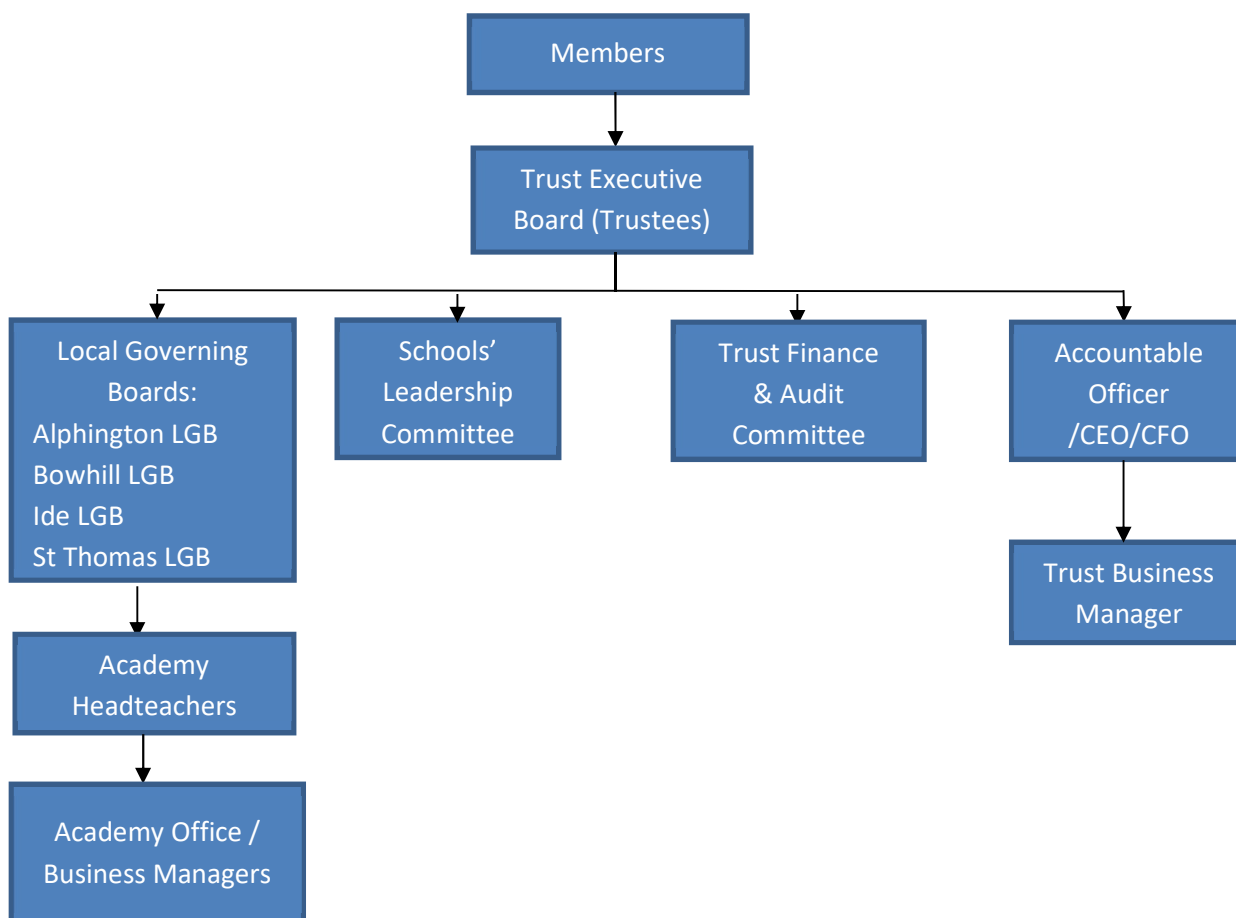 Members
Trust Executive
Board (Trustees)
Local Governing
Boards:
Alphington LGB
Bowhill LGB
Ide LGB
St Thomas LGB
Schools’
Leadership
Committee
Trust Finance
& Audit
Committee
Accountable
Officer
/CEO/CFO
Trust Business
Manager
Academy
Headteachers
Academy Office /
Business Managers